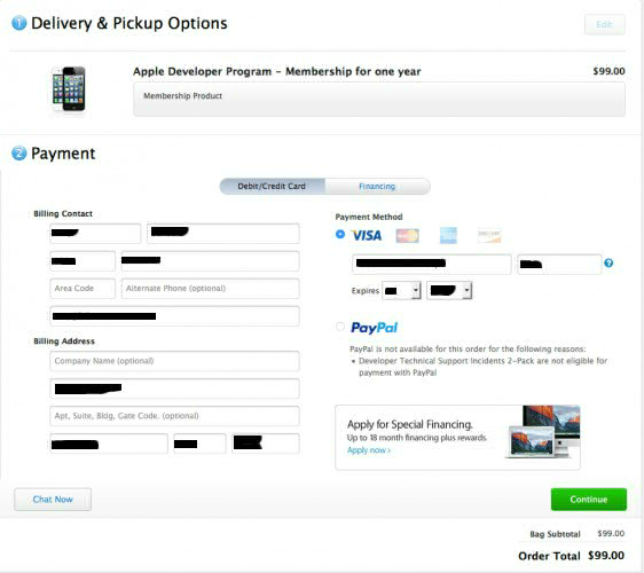 1 Delivery & Pickup Options
Edit
Apple Developer Program – Membership for one year
$99.00
Membership Product
2 Payment
Debit/Credit Card
Financing
Billing Contact
Area Code
Alternate Phone (optional)
Billing Address
Company Name (optional)
Apt, Suite, Bldg, Gate Code. (optional)
Payment Method
VISA
?
Expires
PayPal
PayPal is not available for this order for the following reasons:
• Developer Technical Support Incidents 2-Pack are not eligible for
payment with PayPal
Apply for Special Financing.
Up to 18 month financing plus rewards.
Apply now ›
Chat Now
Continue
Bag Subtotal $99.00
Order Total $99.00